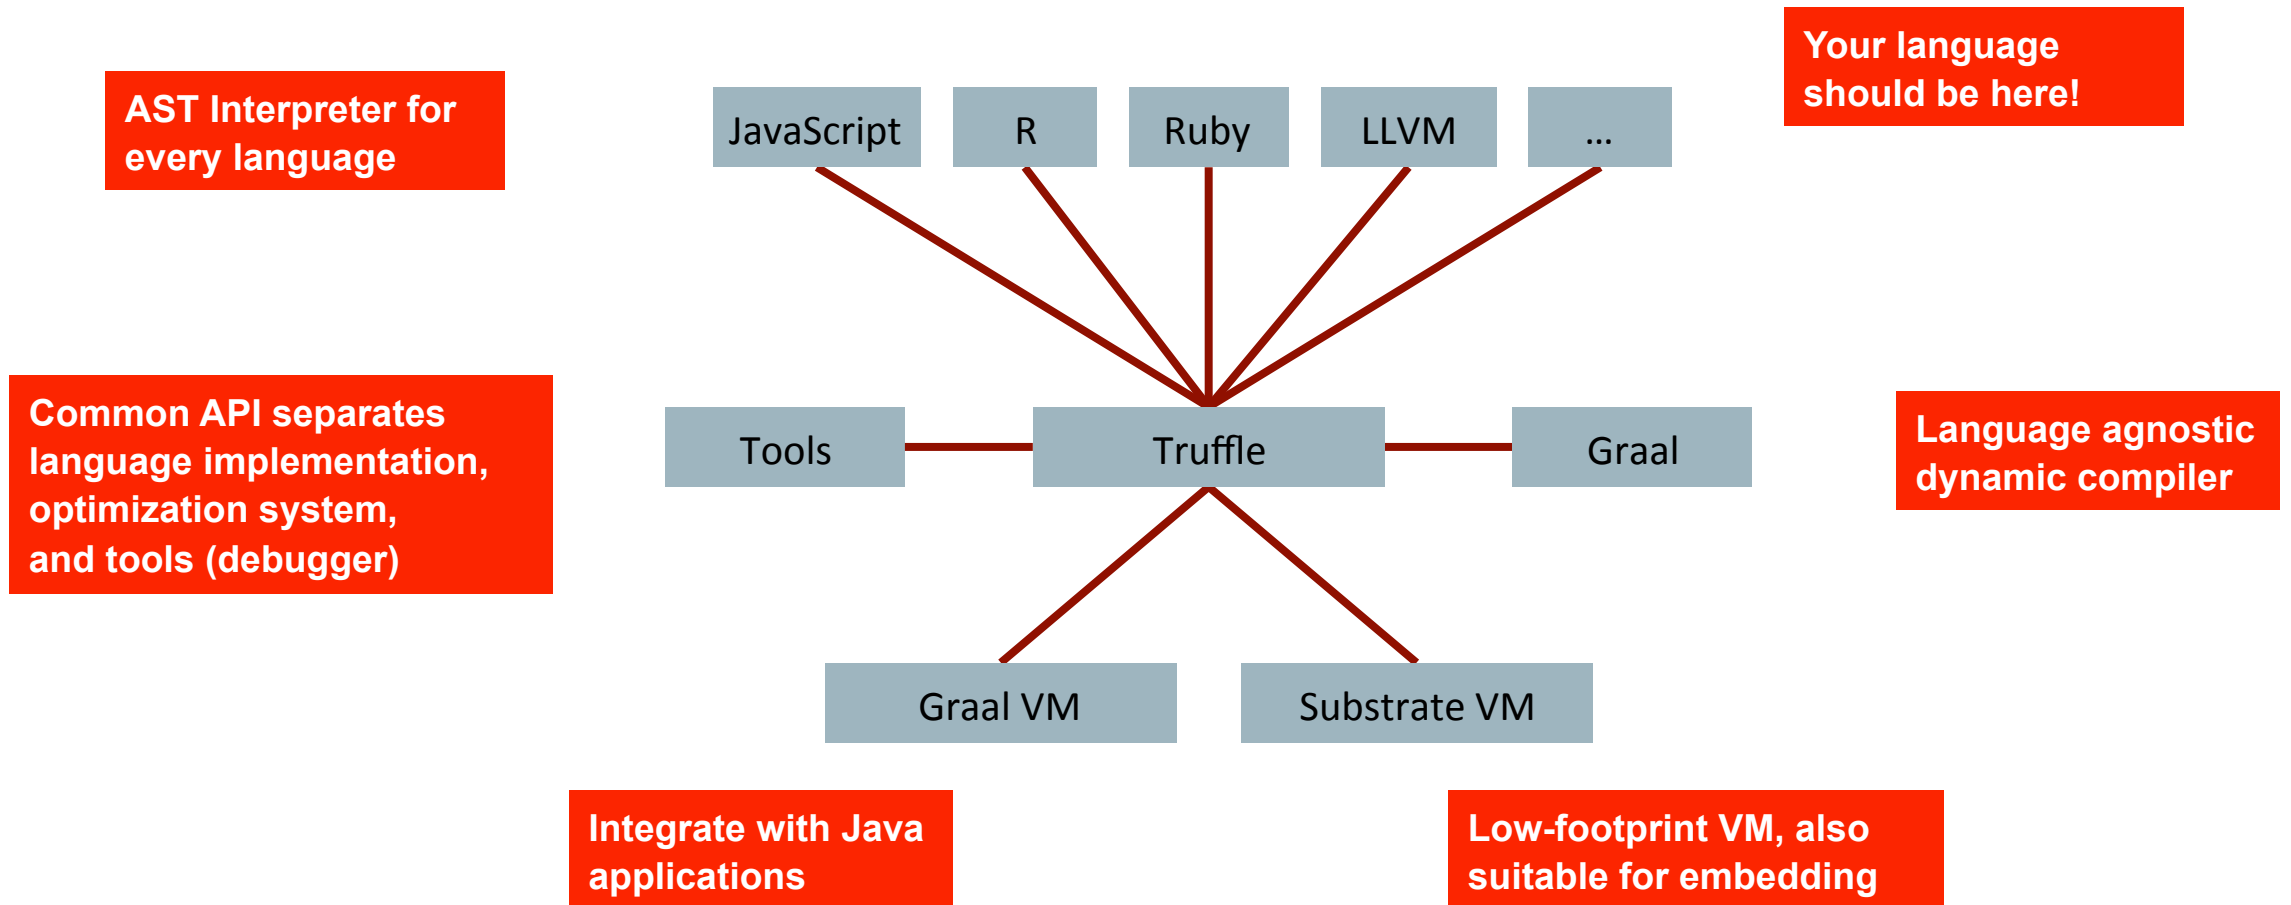 Your language
should be here!
AST Interpreter for
every language
JavaScript
R
Ruby
LLVM
...
Common API separates
language implementation,
optimization system,
and tools (debugger)
Tools
Truffle
Graal
Language agnostic
dynamic compiler
Graal VM
Substrate VM
Integrate with Java
applications
Low-footprint VM, also
suitable for embedding